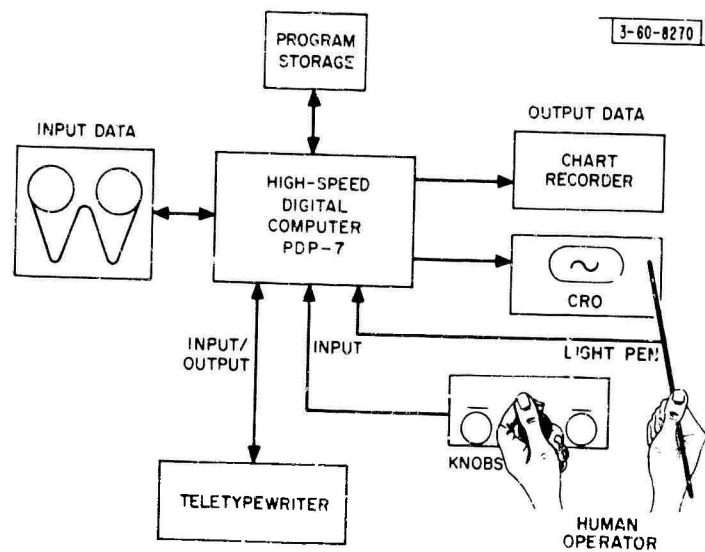 3-60-8270
PROGRAM
STORAGE
INPUT DATA
OUTPUT DATA
CHART
RECORDER
HIGH-SPEED
DIGITAL
COMPUTER
PDP-7
CRO
INPUT/
OUTPUT
INPUT
LIGHT PEN
KNOBS
TELETYPEWRITER
HUMAN
OPERATOR